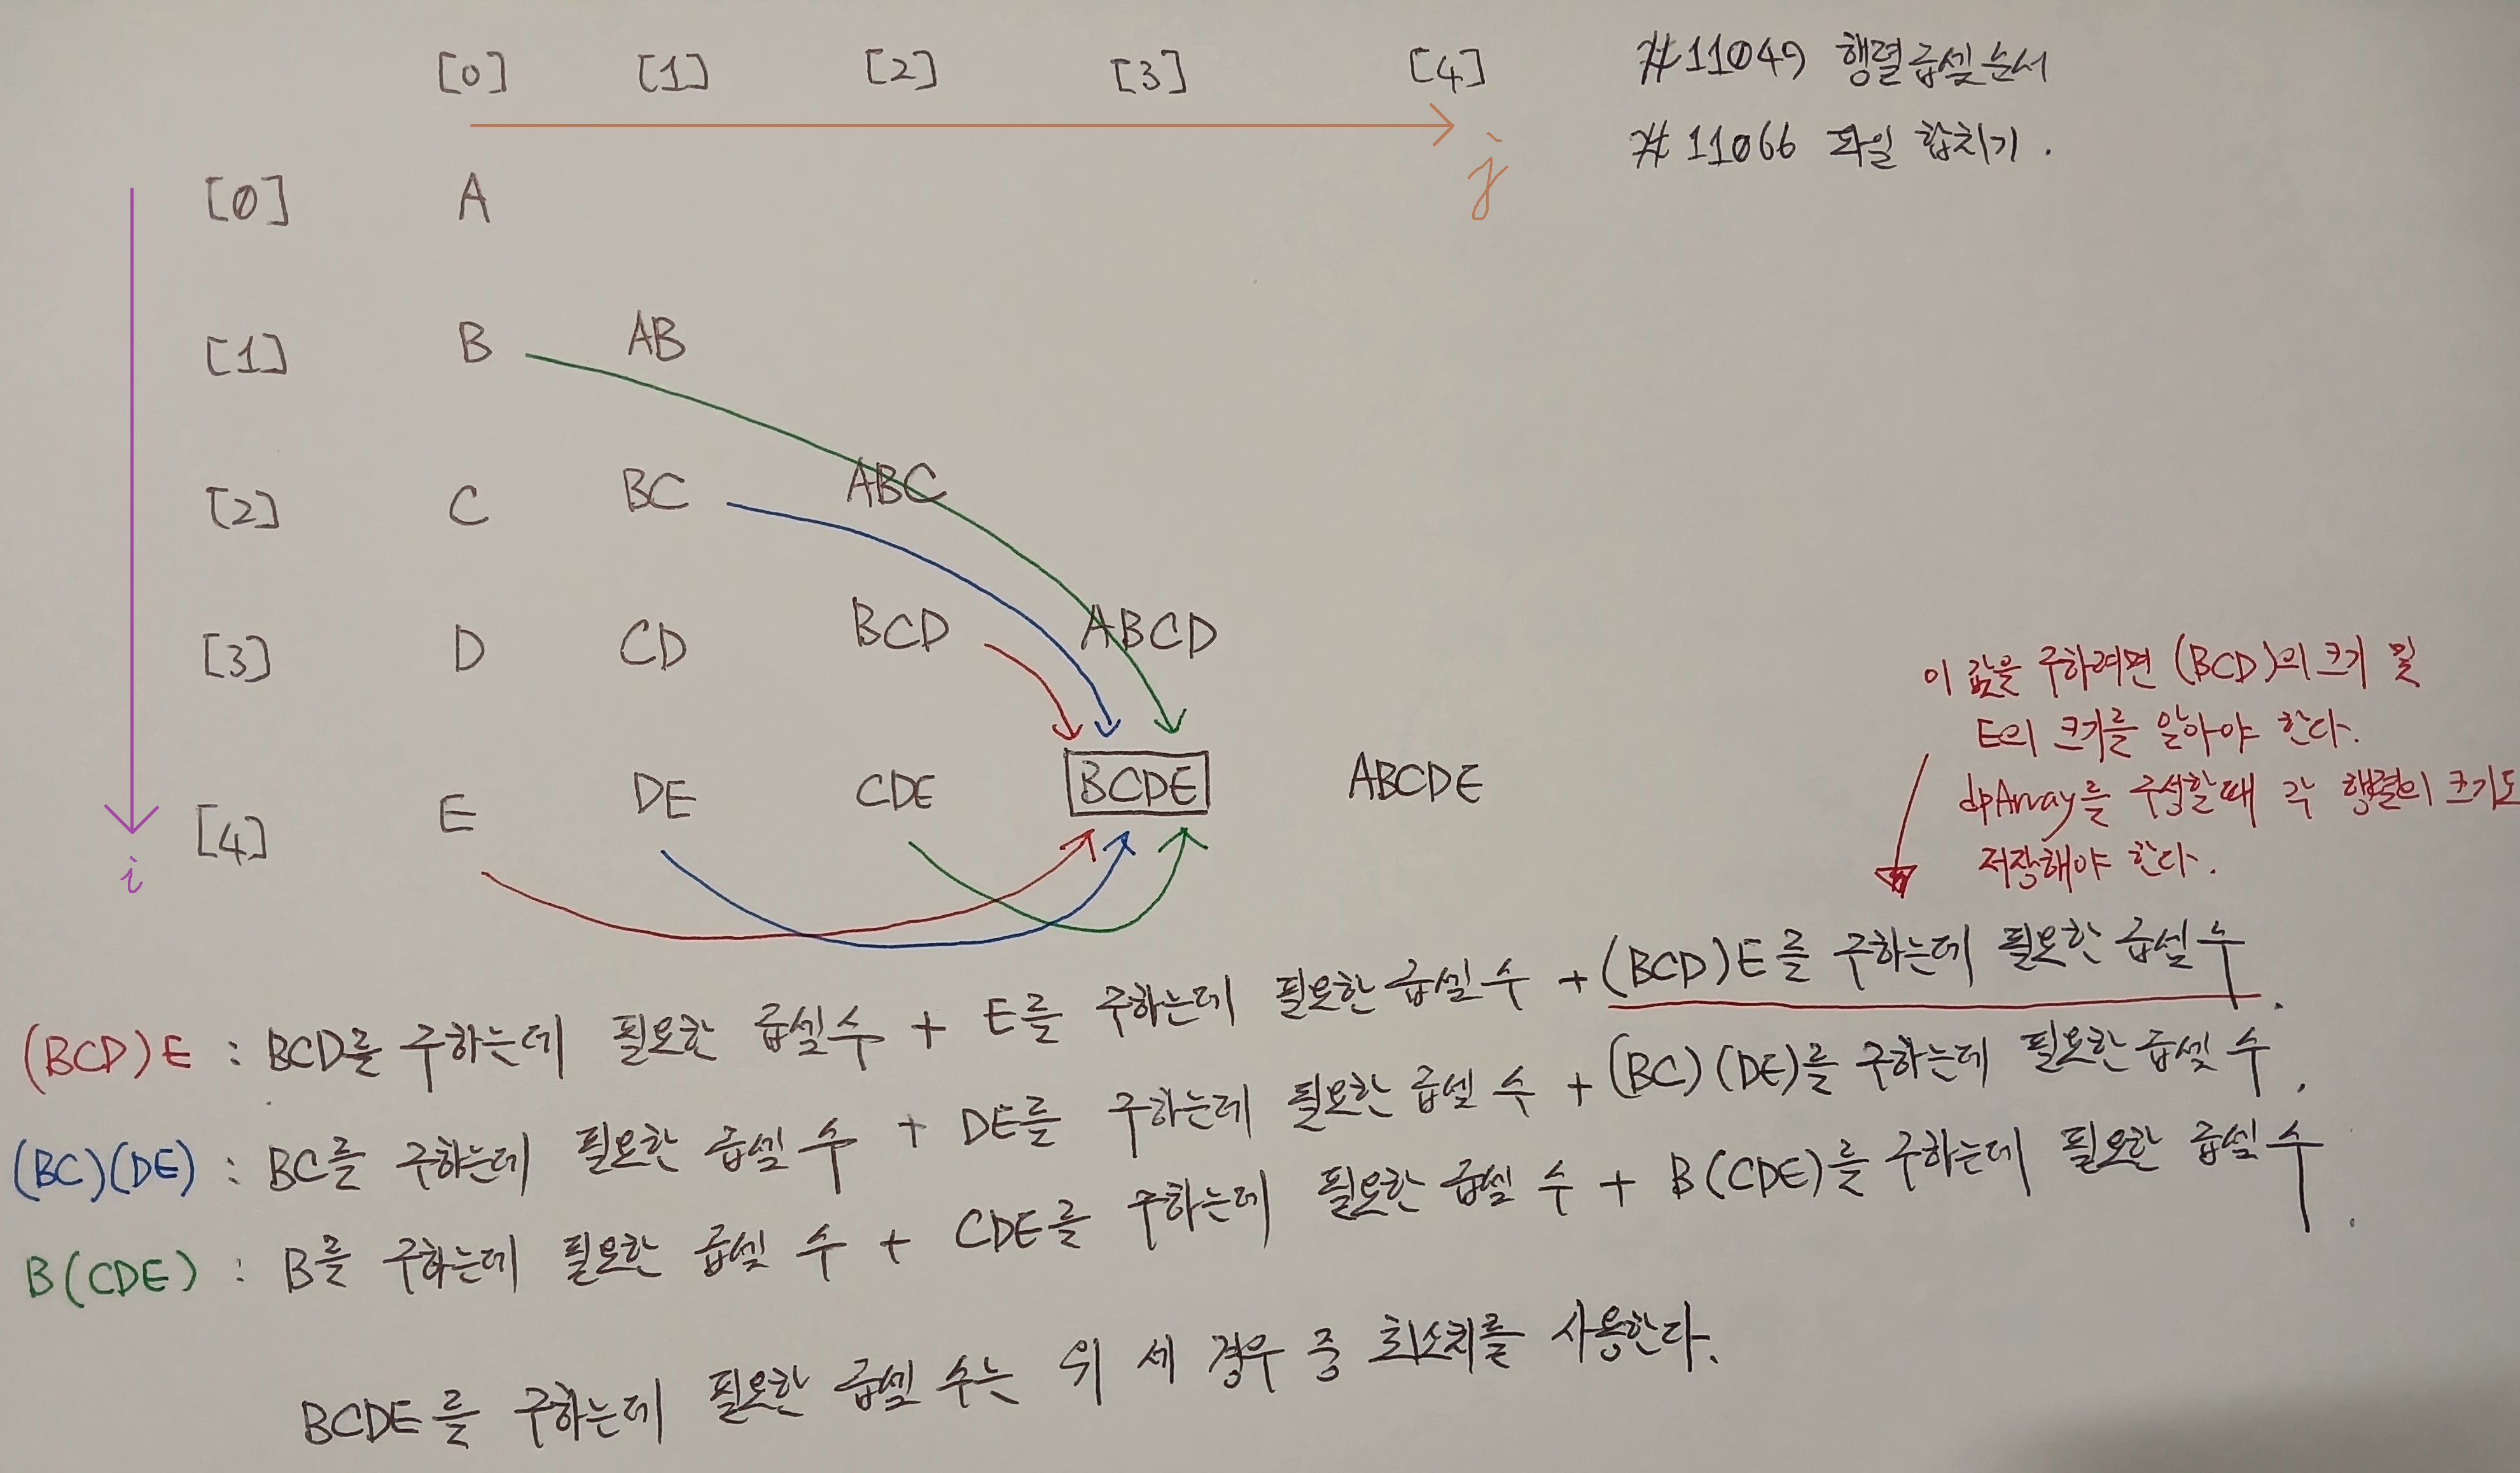 [0] [1] [2] [3] [4]
#11049 행렬 곱셈 순서
#11066 파일 합치기.
j
[0] A
[1] B AB
[2] C BC ABC
[3] D CD BCD ABCD
[4] E DE CDE BCDE ABCDE
i
이 값을 구하려면 (BCD)의 크기 및
E의 크기를 알아야 한다.
dpArray를 구성할때 각 행렬의 크기도
저장해야 한다.
(BCD)E : BCD를 구하는데 필요한 곱셈 수 + E를 구하는데 필요한 곱셈 수 + (BCD)E를 구하는데 필요한 곱셈 수.
(BC)(DE) : BC를 구하는데 필요한 곱셈 수 + DE를 구하는데 필요한 곱셈 수 + (BC)(DE)를 구하는데 필요한 곱셈 수.
B(CDE) : B를 구하는데 필요한 곱셈 수 + CDE를 구하는데 필요한 곱셈 수 + B(CDE)를 구하는데 필요한 곱셈 수.
BCDE를 구하는데 필요한 곱셈 수는 위 세 경우 중 최소치를 사용한다.